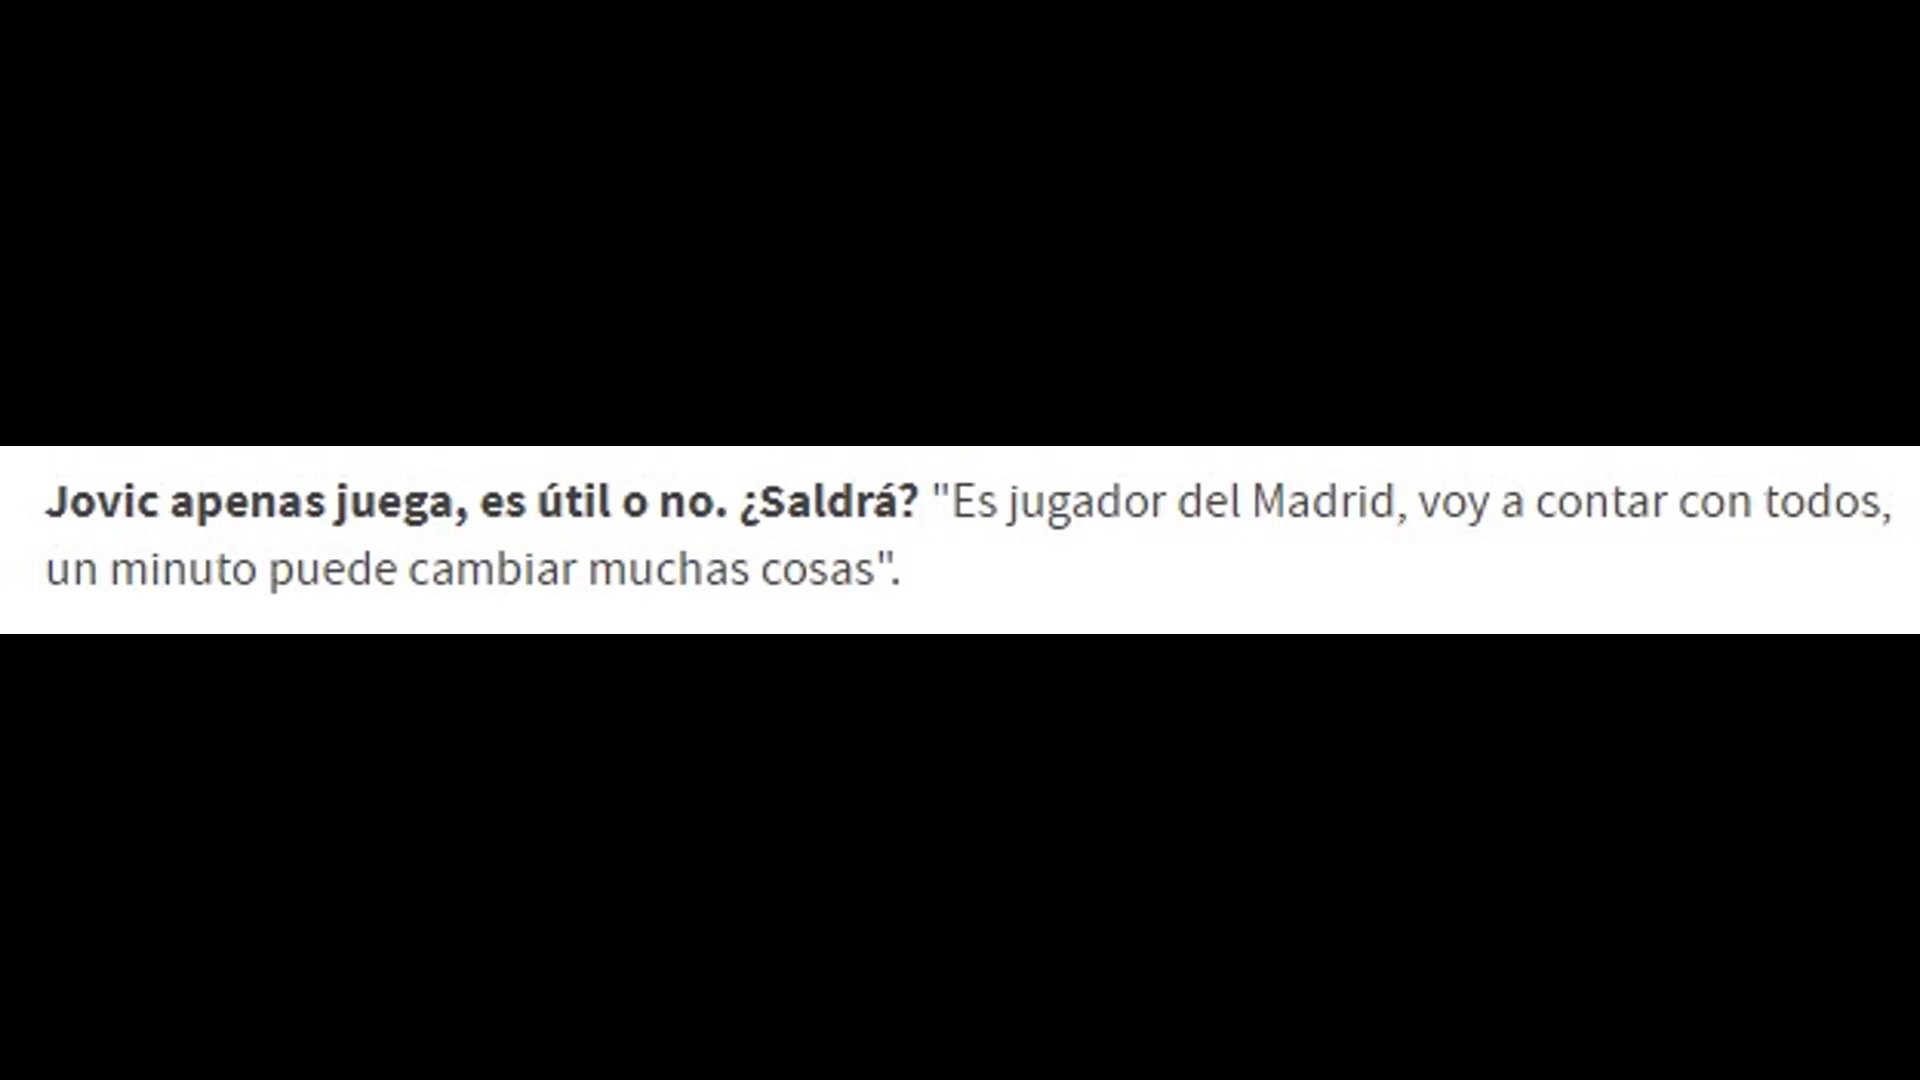 Jovic apenas juega, es útil o no. ¿Saldrá? "Es jugador del Madrid, voy a contar con todos,
un minuto puede cambiar muchas cosas".